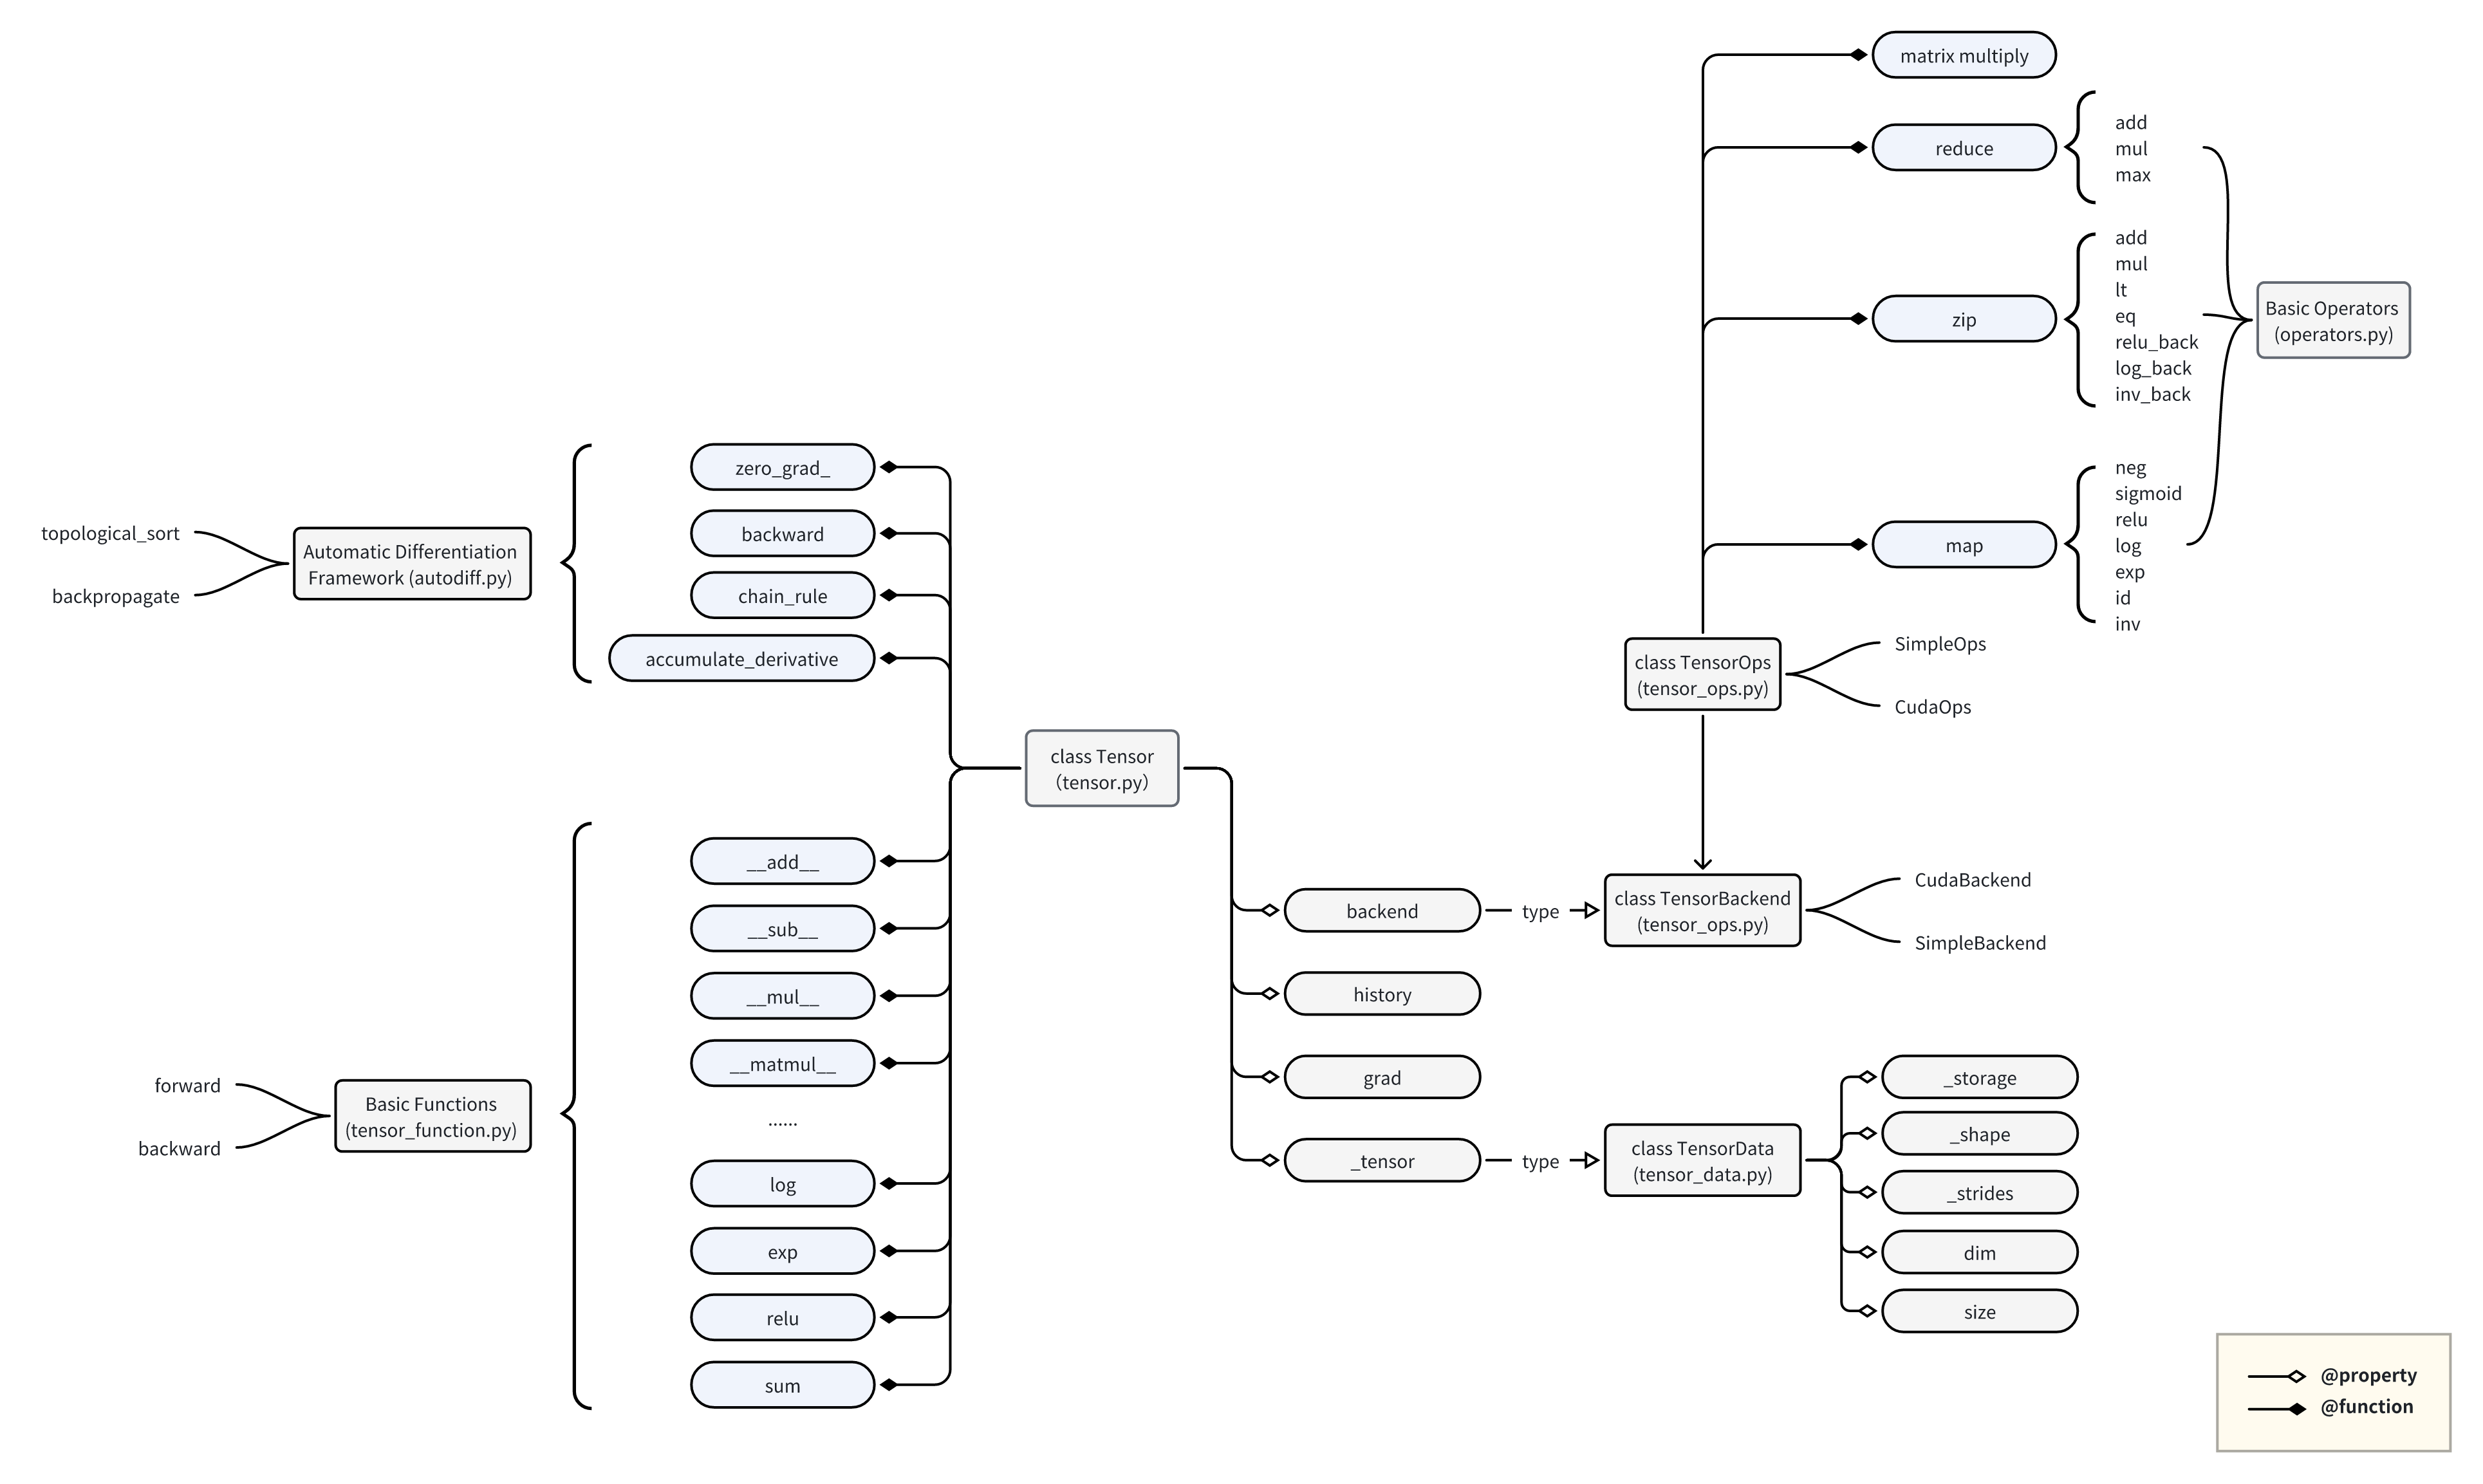 matrix multiply
reduce
add
mul
max
zip
add
mul
lt
eq
relu_back
log_back
inv_back
Basic Operators
(operators.py)
map
neg
sigmoid
relu
log
exp
id
inv
class TensorOps
(tensor_ops.py)
SimpleOps
CudaOps
topological_sort
backpropagate
Automatic Differentiation
Framework (autodiff.py)
zero_grad_
backward
chain_rule
accumulate_derivative
class Tensor
(tensor.py)
forward
backward
Basic Functions
(tensor_function.py)
__add__
__sub__
__mul__
__matmul__
......
log
exp
relu
sum
backend
type
class TensorBackend
(tensor_ops.py)
CudaBackend
SimpleBackend
history
grad
_tensor
type
class TensorData
(tensor_data.py)
_storage
_shape
_strides
dim
size
@property
@function